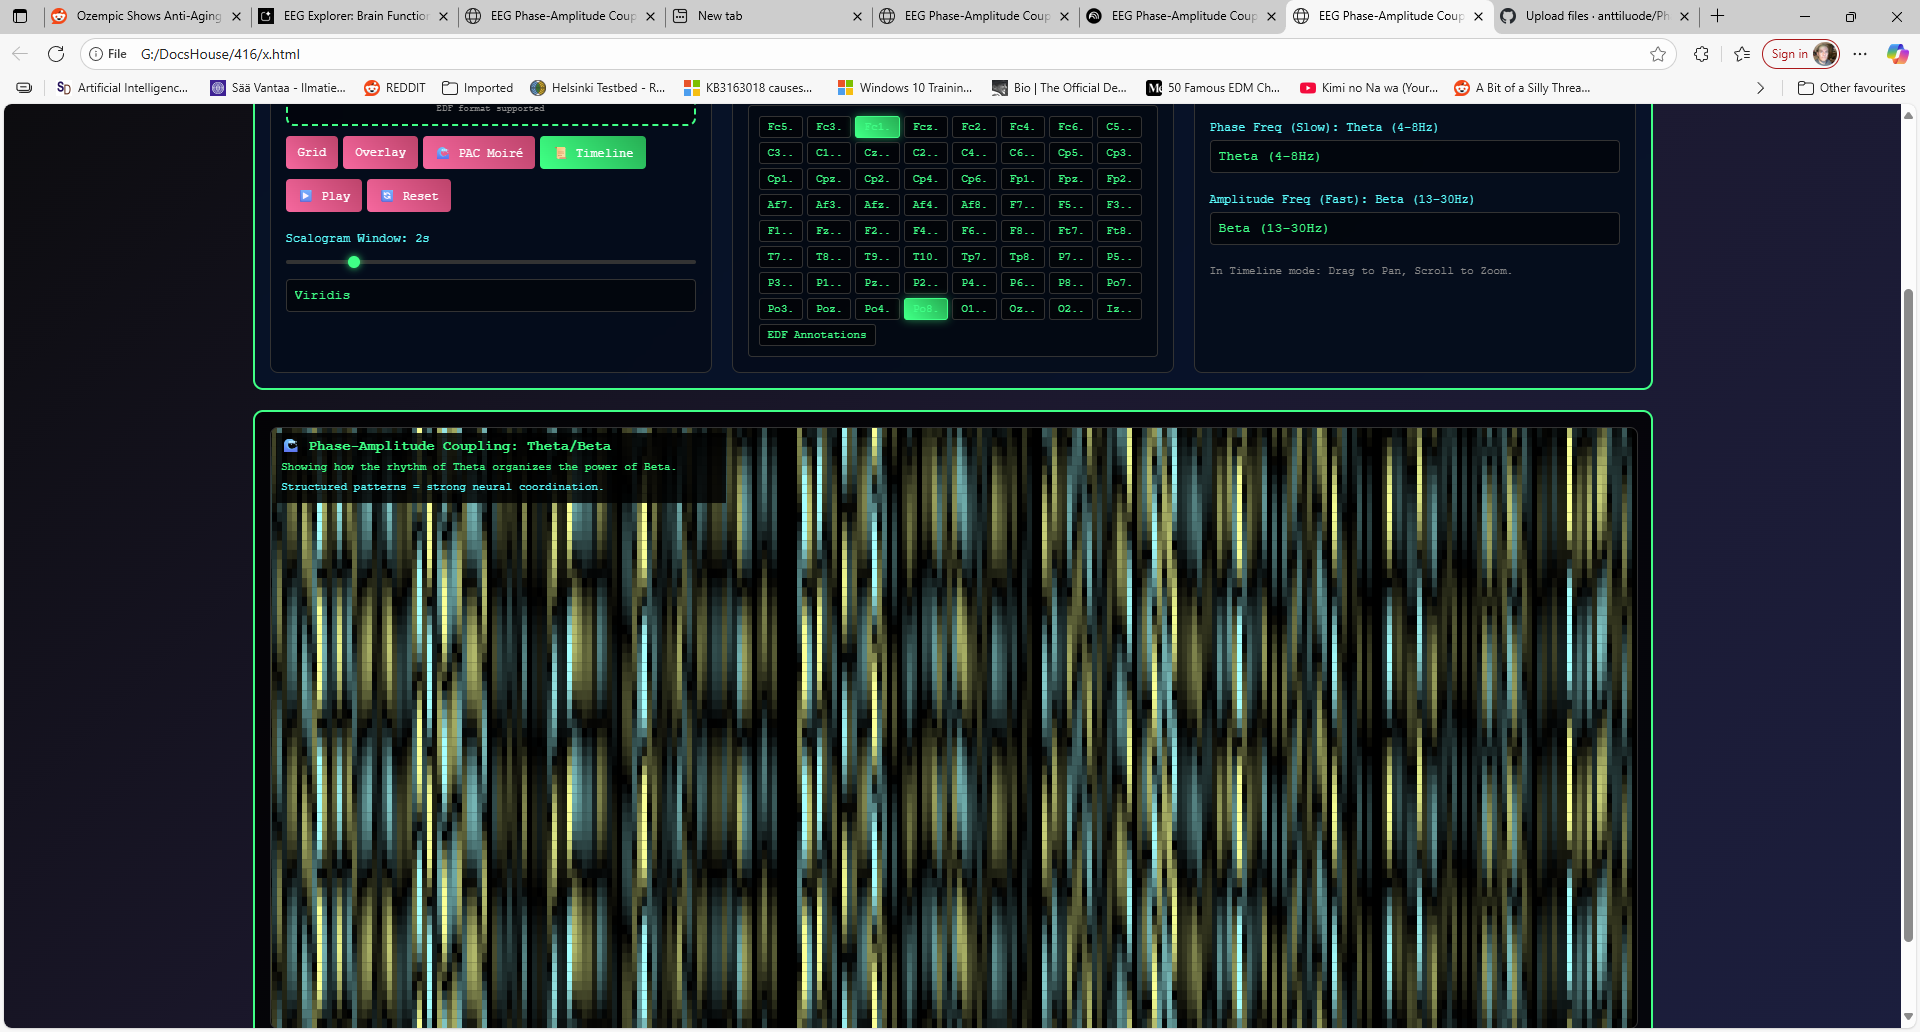 Ozempic Shows Anti-Aging
EEG Explorer: Brain Function
EEG Phase-Amplitude Coup
New tab
EEG Phase-Amplitude Coup
EEG Phase-Amplitude Coup
EEG Phase-Amplitude Coup
Upload files · anttiluode/Ph
File
G:/DocsHouse/416/x.html
Sign in
Artificial Intelligenc...
Sää Vantaa - Ilmatie...
REDDIT
Imported
Helsinki Testbed - R...
KB3163018 causes...
Windows 10 Trainin...
Bio | The Official De...
50 Famous EDM Ch...
Kimi no Na wa (Your...
A Bit of a Silly Threa...
Other favourites
EDF format supported
Grid
Overlay
PAC Moiré
Timeline
Play
Reset
Scalogram Window: 2s
Viridis
Fc5. Fc3. Fc1. Fcz. Fc2. Fc4. Fc6. C5..
C3.. C1.. Cz.. C2.. C4.. C6.. Cp5. Cp3.
Cp1. Cpz. Cp2. Cp4. Cp6. Fp1. Fpz. Fp2.
Af7. Af3. Afz. Af4. Af8. F7.. F5.. F3..
F1.. Fz.. F2.. F4.. F6.. F8.. Ft7. Ft8.
T7.. T8.. T9.. T10. Tp7. Tp8. P7.. P5..
P3.. P1.. Pz.. P2.. P4.. P6.. P8.. Po7.
Po3. Poz. Po4. Po8. O1.. Oz.. O2.. Iz..
EDF Annotations
Phase Freq (Slow): Theta (4-8Hz)
Theta (4-8Hz)
Amplitude Freq (Fast): Beta (13-30Hz)
Beta (13-30Hz)
In Timeline mode: Drag to Pan, Scroll to Zoom.
Phase-Amplitude Coupling: Theta/Beta
Showing how the rhythm of Theta organizes the power of Beta.
Structured patterns = strong neural coordination.